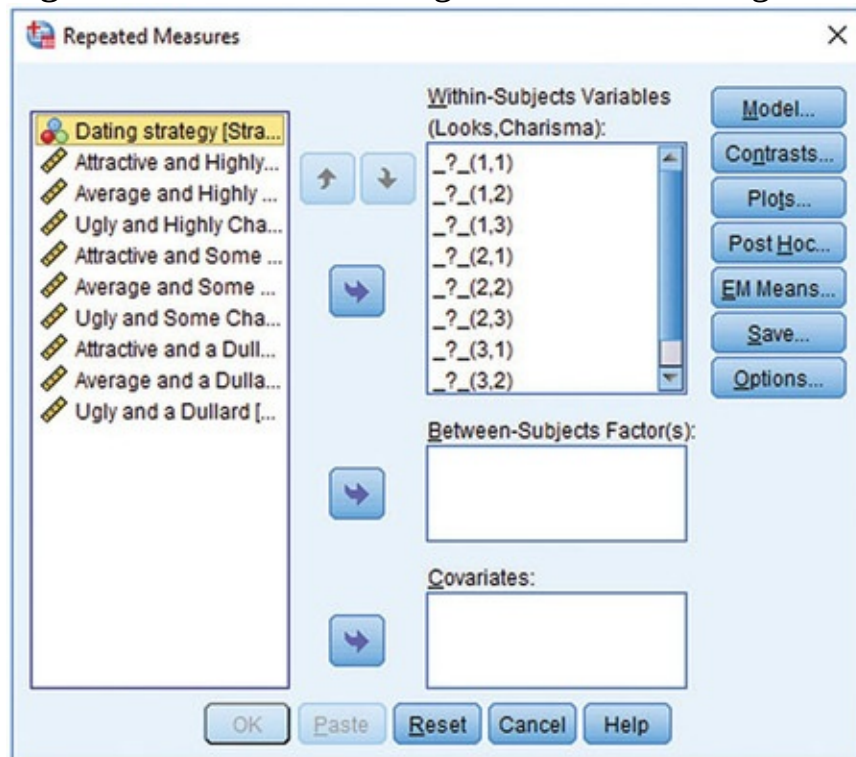 Repeated Measures
Dating strategy [Stra...
Attractive and Highly...
Average and Highly ...
Ugly and Highly Cha...
Attractive and Some ...
Average and Some ...
Ugly and Some Cha...
Attractive and a Dull...
Average and a Dulla...
Ugly and a Dullard [...
Within-Subjects Variables
(Looks,Charisma):
_?_(1,1)
_?_(1,2)
_?_(1,3)
_?_(2,1)
_?_(2,2)
_?_(2,3)
_?_(3,1)
_?_(3,2)
Between-Subjects Factor(s):
Covariates:
Model...
Contrasts...
Plots...
Post Hoc...
EM Means...
Save...
Options...
OK Paste Reset Cancel Help